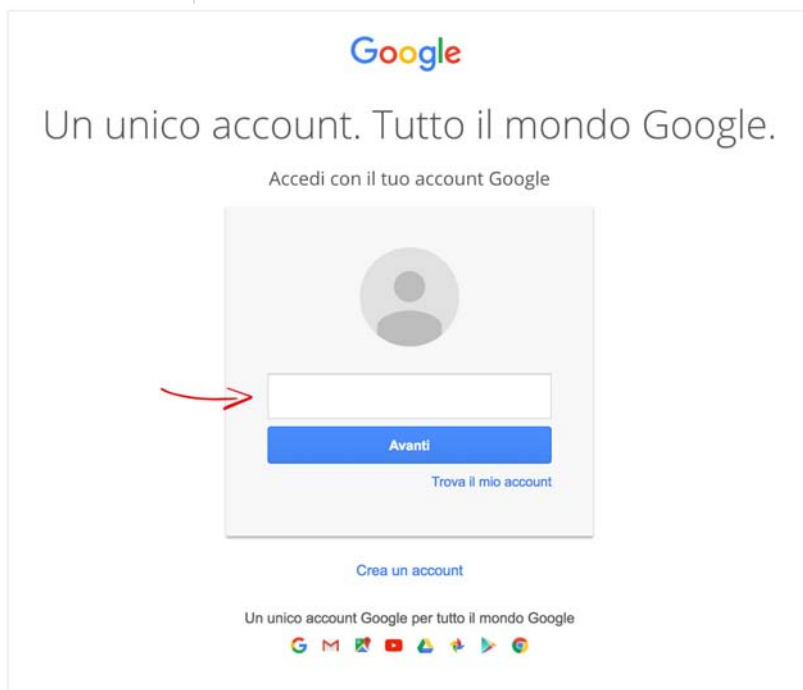 Google
Un unico account. Tutto il mondo Google.
Accedi con il tuo account Google
Avanti
Trova il mio account
Crea un account
Un unico account Google per tutto il mondo Google